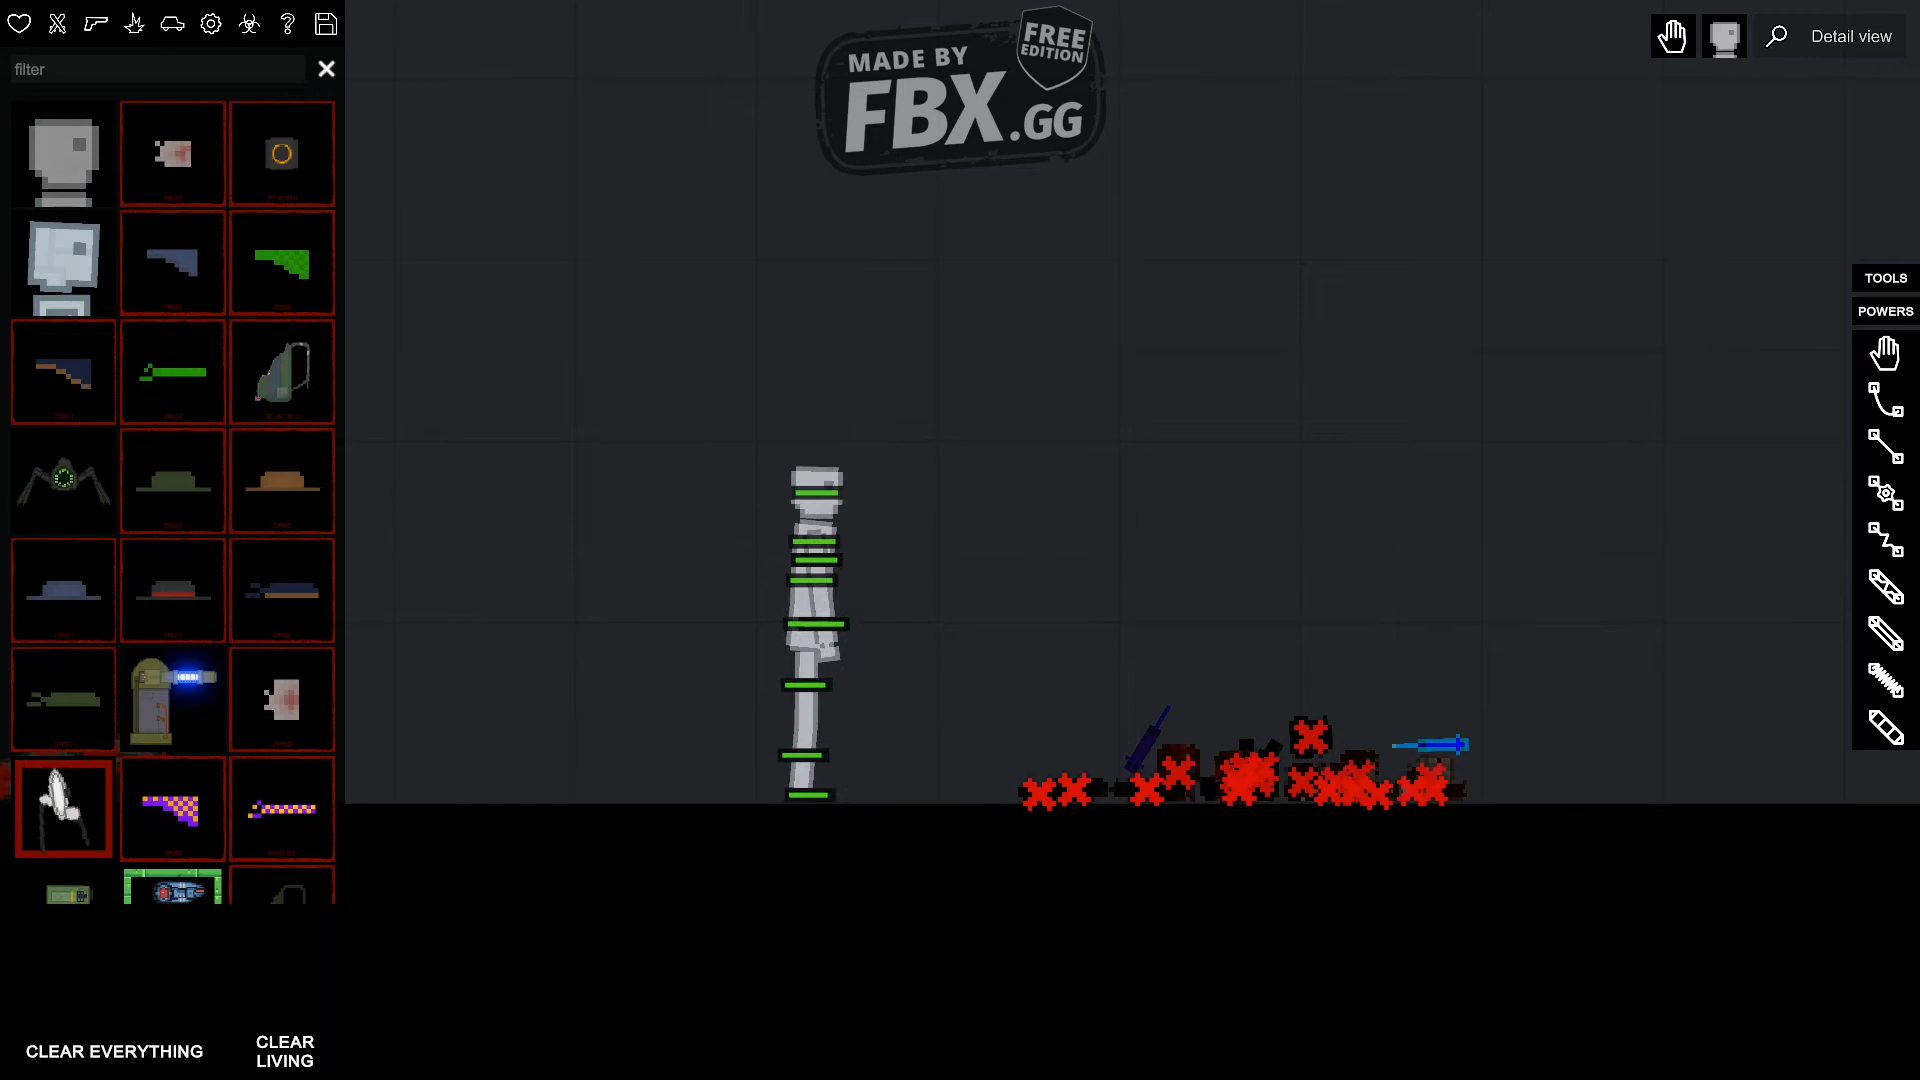 filter
MADE BY
FBX.GG
FREE
EDITION
Detail view
TOOLS
POWERS
CLEAR EVERYTHING
CLEAR
LIVING